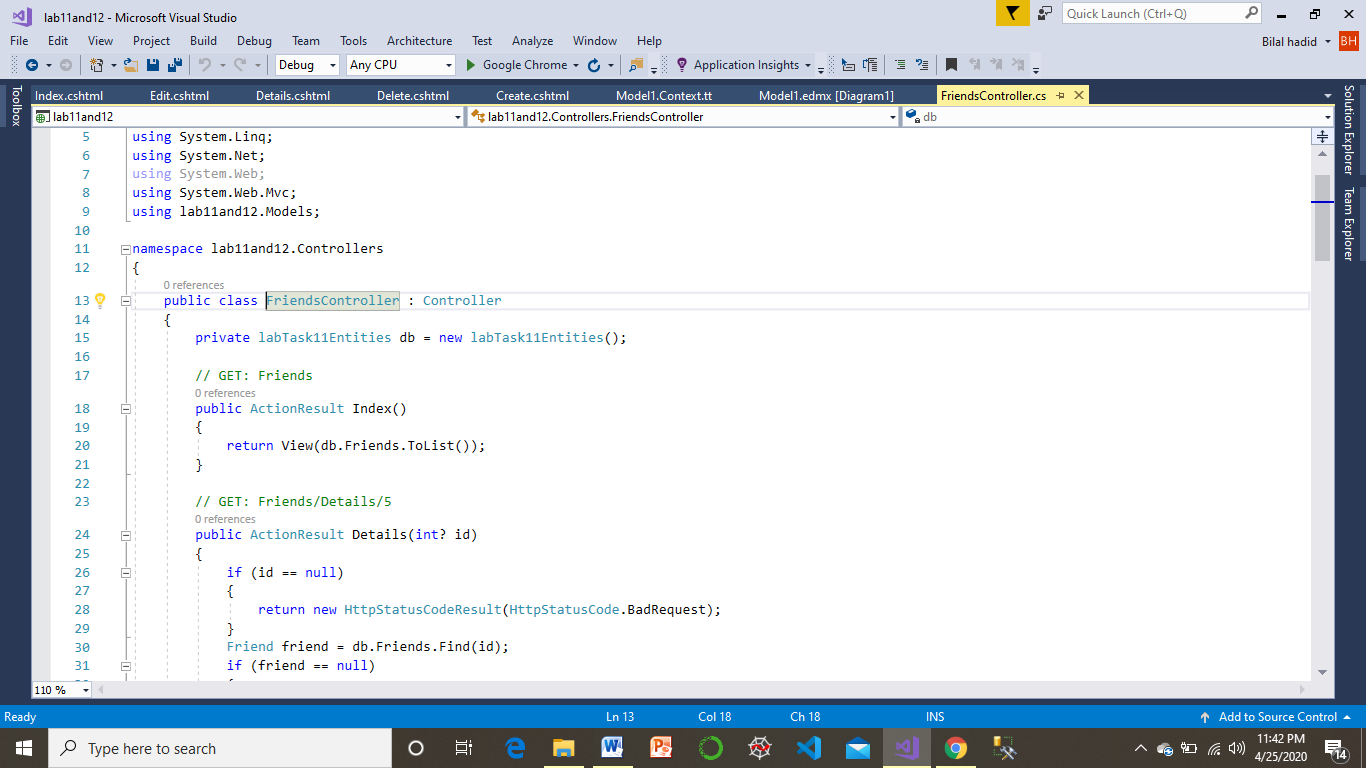 lab11and12 - Microsoft Visual Studio
Quick Launch (Ctrl+Q)
File Edit View Project Build Debug Team Tools Architecture Test Analyze Window Help
Bilal hadid BH
Debug Any CPU Google Chrome Application Insights
Toolbox
Index.cshtml Edit.cshtml Details.cshtml Delete.cshtml Create.cshtml Model1.Context.tt Model1.edmx [Diagram1] FriendsController.cs
Solution Explorer
Team Explorer
lab11and12 lab11and12.Controllers.FriendsController db
5 using System.Linq;
6 using System.Net;
7 using System.Web;
8 using System.Web.Mvc;
9 using lab11and12.Models;
10
11 namespace lab11and12.Controllers
12 {
0 references
13 public class FriendsController : Controller
14 {
15 private labTask11Entities db = new labTask11Entities();
16
17 // GET: Friends
0 references
18 public ActionResult Index()
19 {
20 return View(db.Friends.ToList());
21 }
22
23 // GET: Friends/Details/5
0 references
24 public ActionResult Details(int? id)
25 {
26 if (id == null)
27 {
28 return new HttpStatusCodeResult(HttpStatusCode.BadRequest);
29 }
30 Friend friend = db.Friends.Find(id);
31 if (friend == null)
110 %
Ready Ln 13 Col 18 Ch 18 INS Add to Source Control
Type here to search
11:42 PM
4/25/2020
14